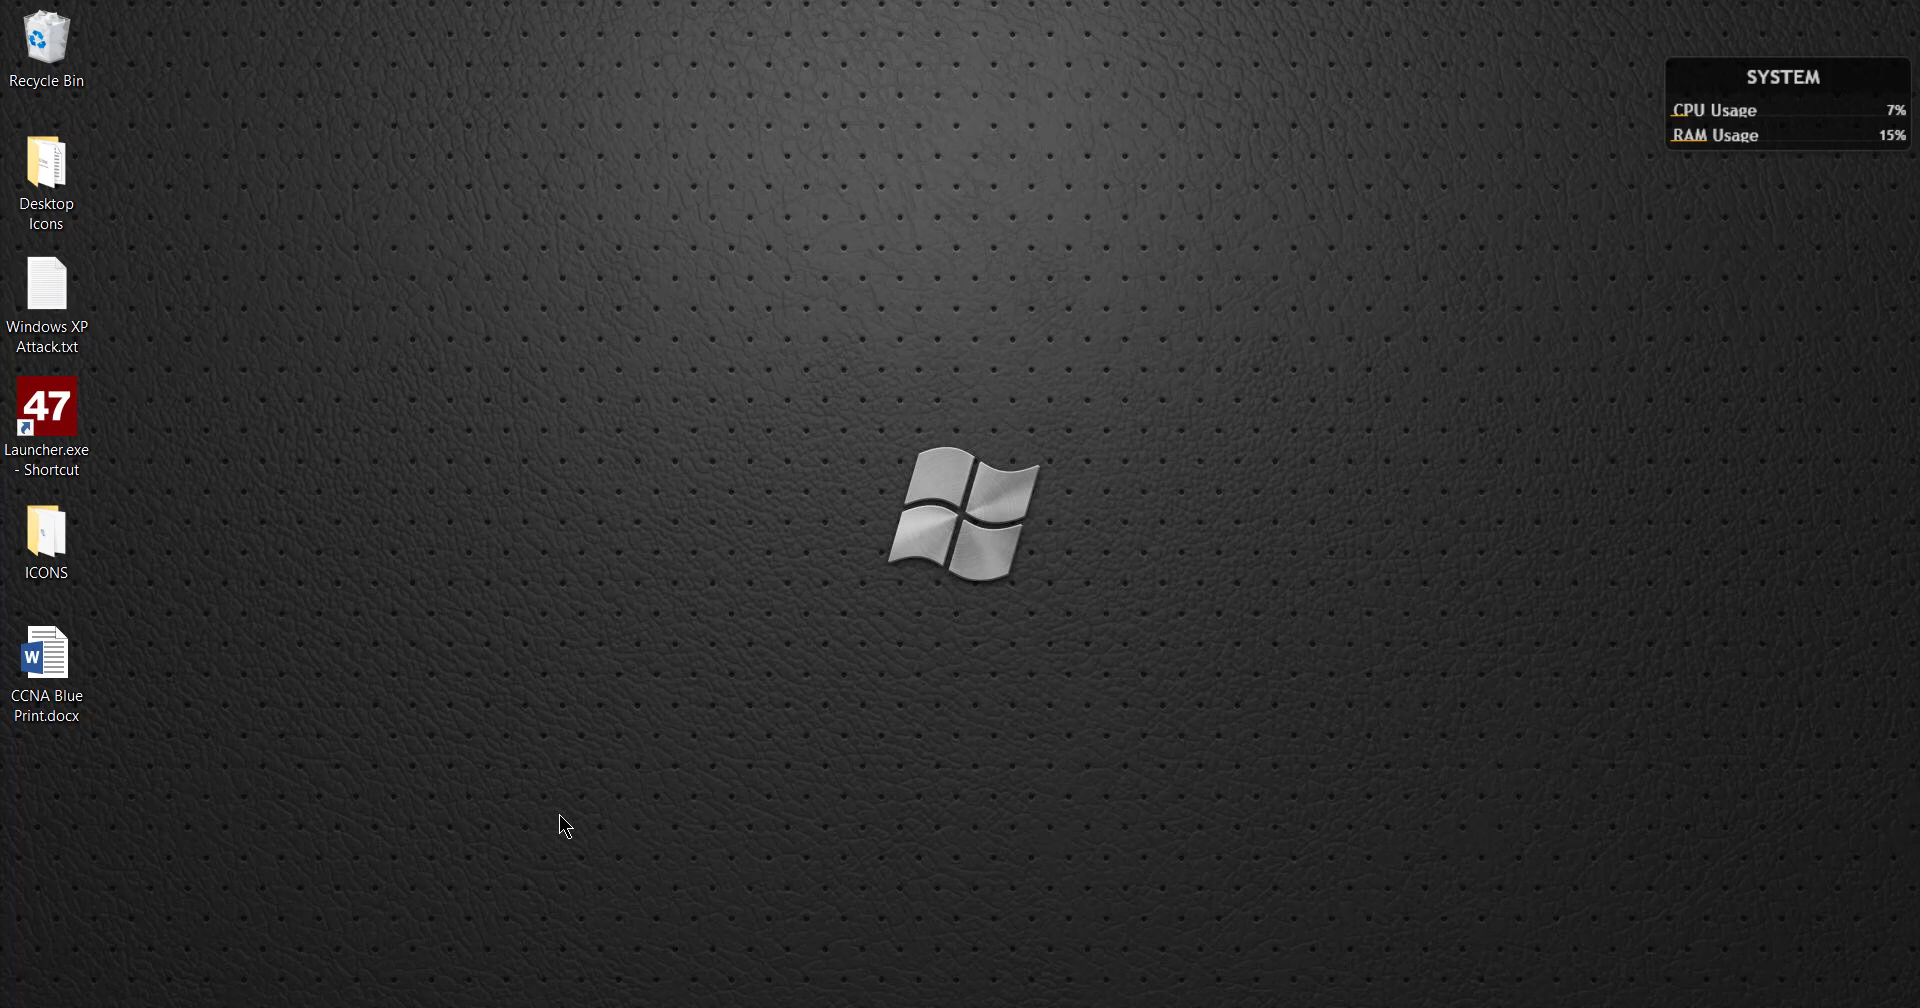 Recycle Bin
Desktop
Icons
Windows XP
Attack.txt
47
Launcher.exe
- Shortcut
ICONS
W
CCNA Blue
Print.docx
SYSTEM
CPU Usage 7%
RAM Usage 15%